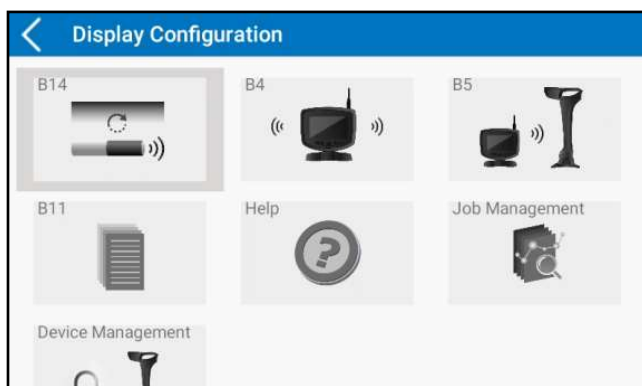 Display Configuration
B14
B4
B5
B11
Help
Job Management
Device Management